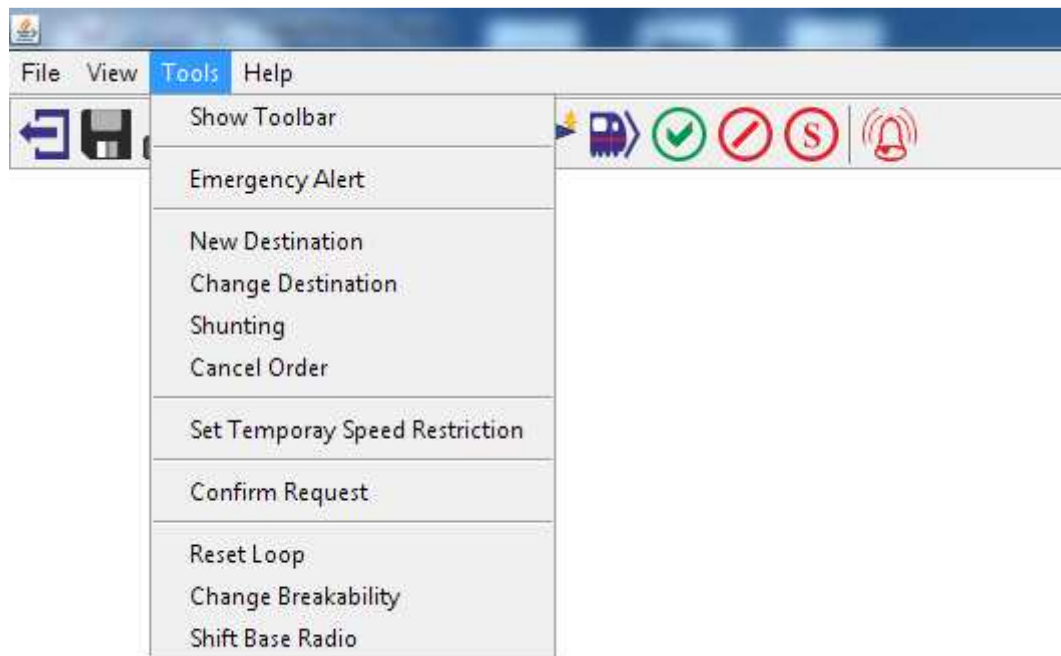 File View Tools Help
Show Toolbar
S
Emergency Alert
New Destination
Change Destination
Shunting
Cancel Order
Set Temporay Speed Restriction
Confirm Request
Reset Loop
Change Breakability
Shift Base Radio